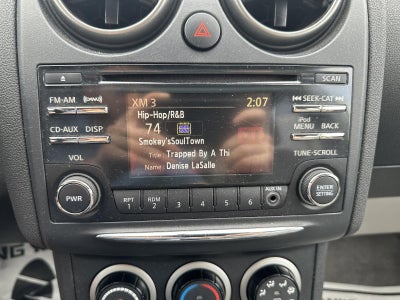 SCAN
FM-AM
XM
SEEK-CAT
CD-AUX
DISP
iPod
MENU
BACK
VOL
TUNE-SCROLL
XM 3
2:07
Hip-Hop/R&B
74
Smokey'sSoulTown
Title : Trapped By A Thi
Name : Denise LaSalle
PWR
1
RPT
2
RDM
3
4
5
6
AUX IN
ENTER
SETTING